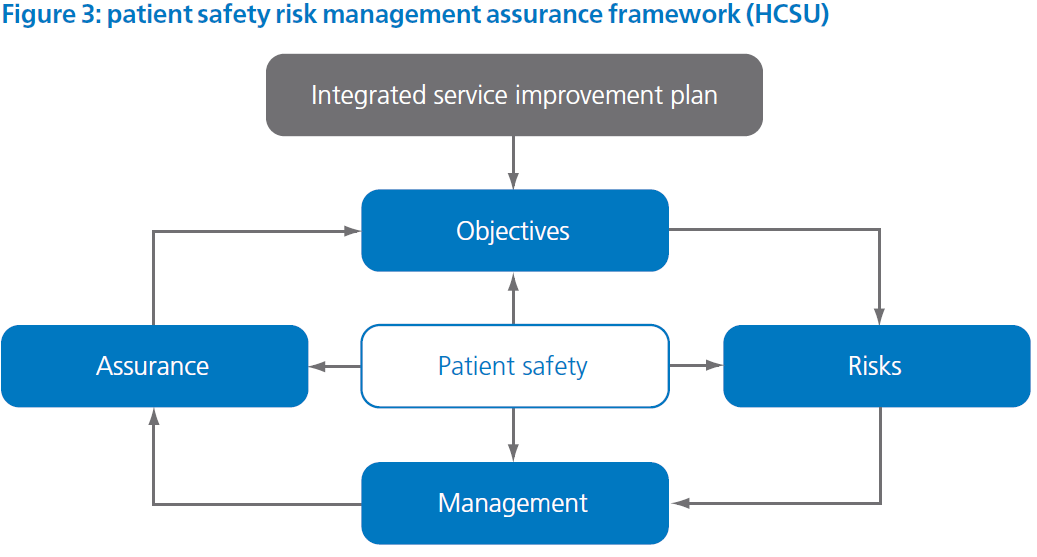 Figure 3: patient safety risk management assurance framework (HCSU)
Integrated service improvement plan
Objectives
Assurance
Patient safety
Risks
Management